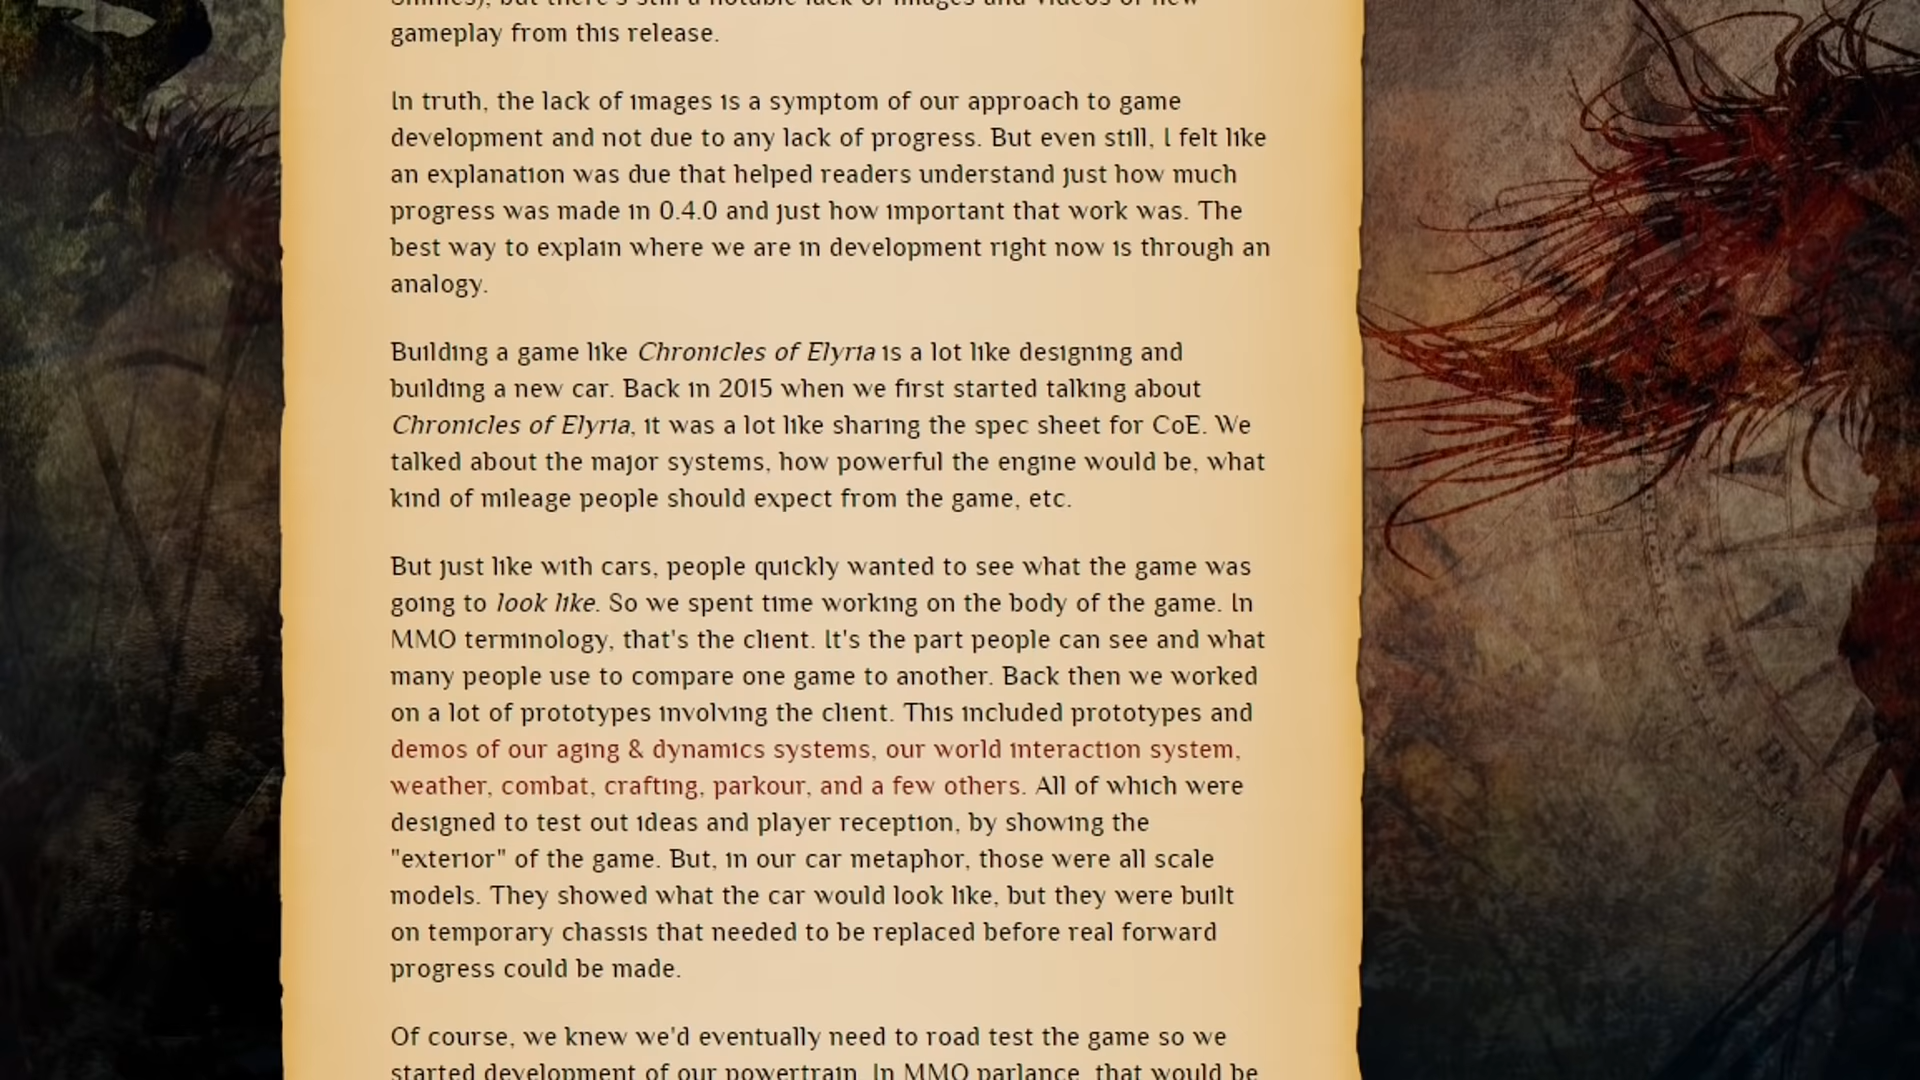 but there's still a notable lack of images and videos of new
gameplay from this release.
In truth, the lack of images is a symptom of our approach to game
development and not due to any lack of progress. But even still, I felt like
an explanation was due that helped readers understand just how much
progress was made in 0.4.0 and just how important that work was. The
best way to explain where we are in development right now is through an
analogy.
Building a game like Chronicles of Elyria is a lot like designing and
building a new car. Back in 2015 when we first started talking about
Chronicles of Elyria, it was a lot like sharing the spec sheet for CoE. We
talked about the major systems, how powerful the engine would be, what
kind of mileage people should expect from the game, etc.
But just like with cars, people quickly wanted to see what the game was
going to look like. So we spent time working on the body of the game. In
MMO terminology, that's the client. It's the part people can see and what
many people use to compare one game to another. Back then we worked
on a lot of prototypes involving the client. This included prototypes and
demos of our aging & dynamics systems, our world interaction system,
weather, combat, crafting, parkour, and a few others. All of which were
designed to test out ideas and player reception, by showing the
"exterior" of the game. But, in our car metaphor, those were all scale
models. They showed what the car would look like, but they were built
on temporary chassis that needed to be replaced before real forward
progress could be made.
Of course, we knew we'd eventually need to road test the game so we
started development of our powertrain. In MMO parlance, that would be